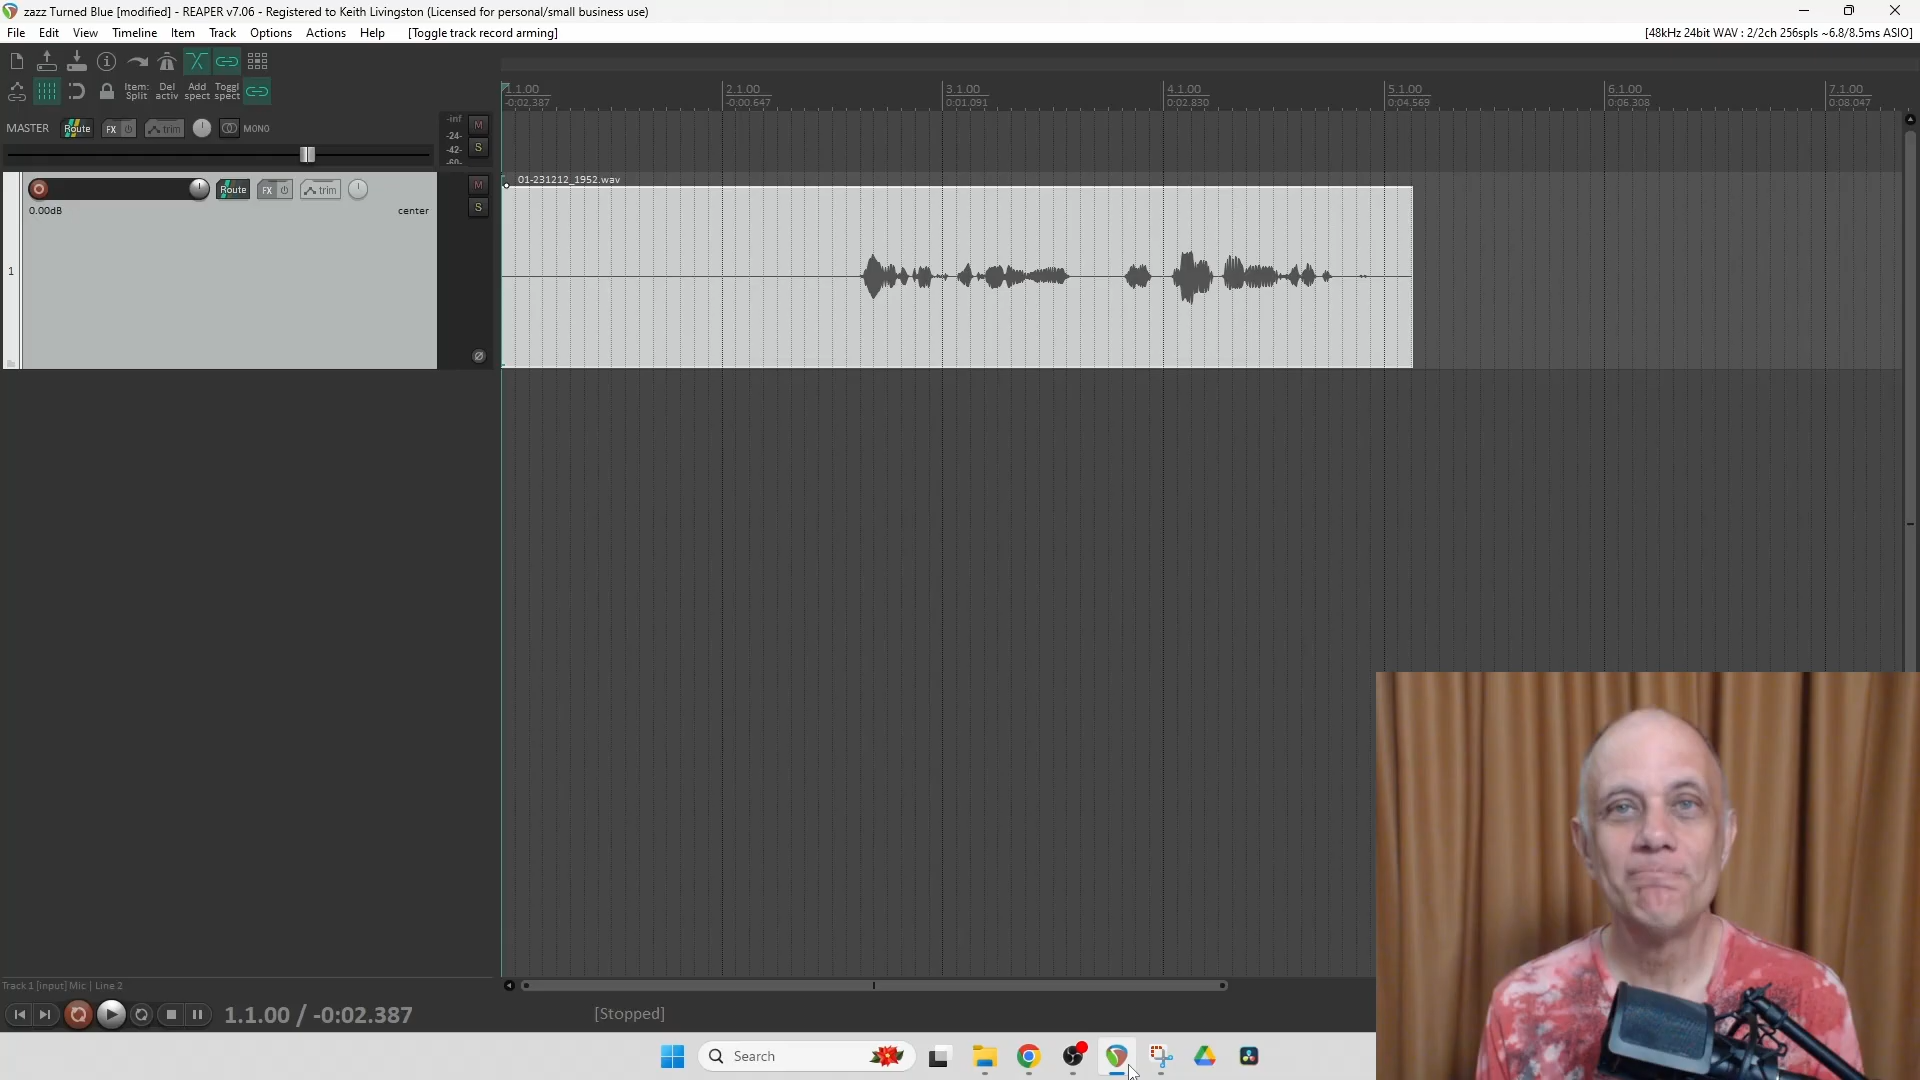 zazz Turned Blue [modified] - REAPER v7.06 - Registered to Keith Livingston (Licensed for personal/small business use)
File Edit View Timeline Item Track Options Actions Help [Toggle track record arming]
[48kHz 24bit WAV : 2/2ch 256spls ~6.8/8.5ms ASIO]
Item: Split Del activ Add spect Toggl spect
1.1.00 2.1.00 3.1.00 4.1.00 5.1.00 6.1.00 7.1.00
-0:02.387 -0:00.647 0:01.091 0:02.830 0:04.569 0:06.308 0:08.047
MASTER Route FX trim MONO
-inf
-24-
-42-
-60-
M
S
01-231212_1952.wav
Route FX trim
M
0.00dB center
S
1
Track 1 [input] Mic | Line 2
1.1.00 / -0:02.387
[Stopped]
Search